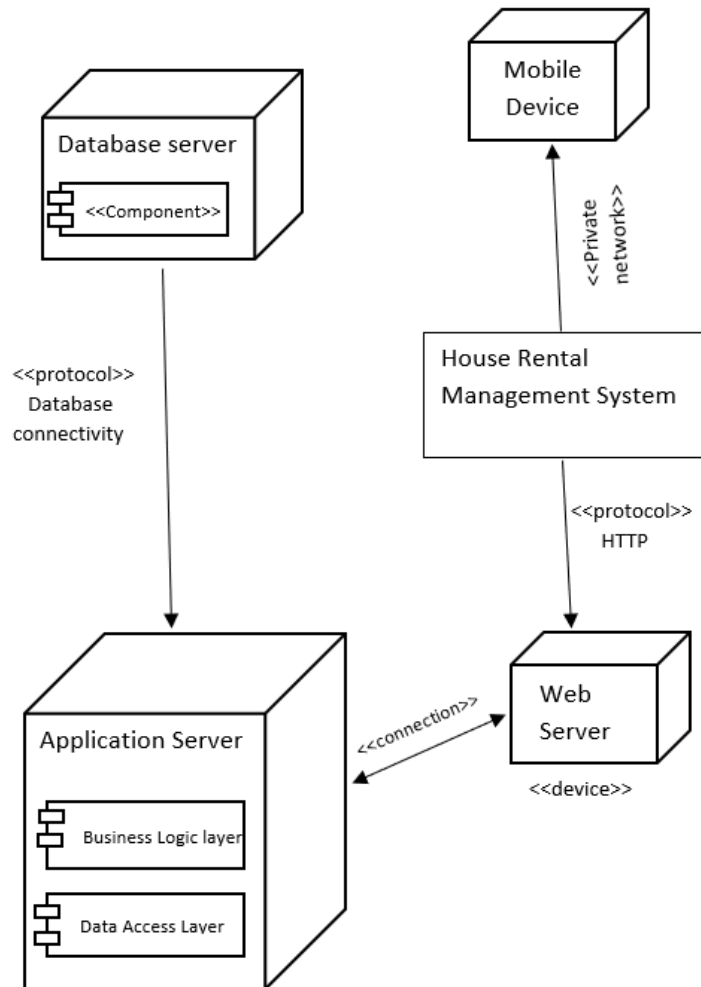 Mobile
Device
Database server
<<Component>>
<<Private
network>>
House Rental
Management System
<<protocol>>
Database
connectivity
<<protocol>>
HTTP
<<connection>>
Web
Server
<<device>>
Application Server
Business Logic layer
Data Access Layer